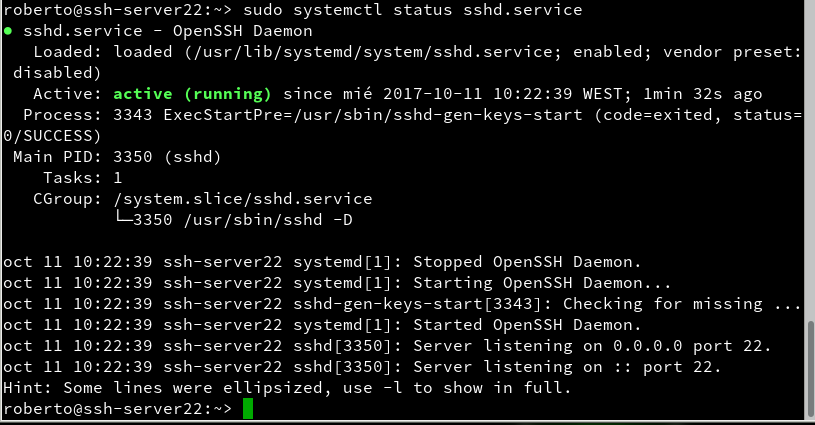 roberto@ssh-server22:~> sudo systemctl status sshd.service
● sshd.service - OpenSSH Daemon
   Loaded: loaded (/usr/lib/systemd/system/sshd.service; enabled; vendor preset:
 disabled)
   Active: active (running) since mié 2017-10-11 10:22:39 WEST; 1min 32s ago
  Process: 3343 ExecStartPre=/usr/sbin/sshd-gen-keys-start (code=exited, status=
0/SUCCESS)
 Main PID: 3350 (sshd)
    Tasks: 1
   CGroup: /system.slice/sshd.service
           └─3350 /usr/sbin/sshd -D

oct 11 10:22:39 ssh-server22 systemd[1]: Stopped OpenSSH Daemon.
oct 11 10:22:39 ssh-server22 systemd[1]: Starting OpenSSH Daemon...
oct 11 10:22:39 ssh-server22 sshd-gen-keys-start[3343]: Checking for missing ...
oct 11 10:22:39 ssh-server22 systemd[1]: Started OpenSSH Daemon.
oct 11 10:22:39 ssh-server22 sshd[3350]: Server listening on 0.0.0.0 port 22.
oct 11 10:22:39 ssh-server22 sshd[3350]: Server listening on :: port 22.
Hint: Some lines were ellipsized, use -l to show in full.
roberto@ssh-server22:~>